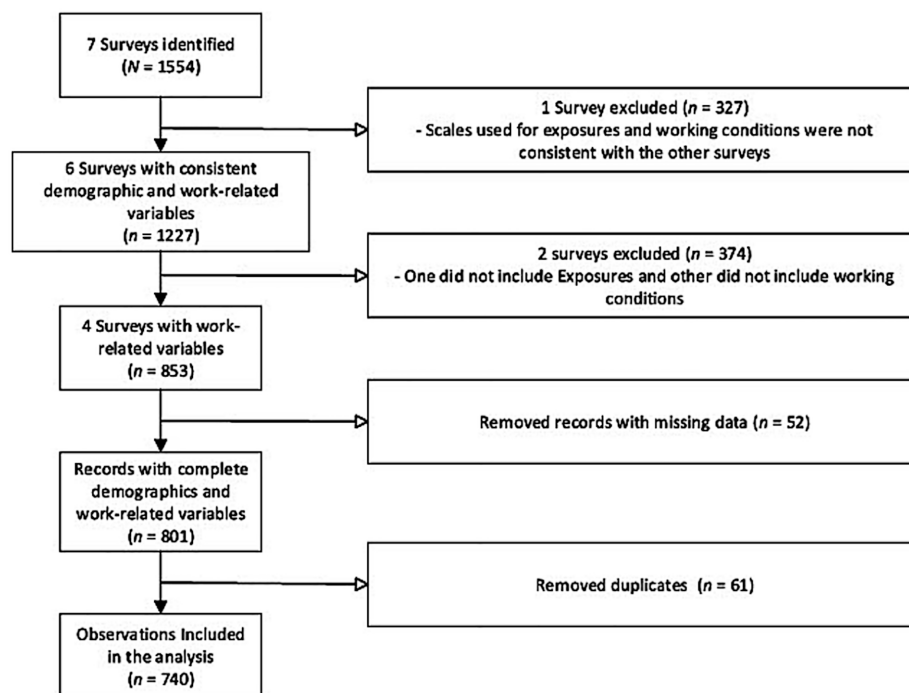 7 Surveys identified
(N = 1554)
1 Survey excluded (n = 327)
- Scales used for exposures and working conditions were not
consistent with the other surveys
6 Surveys with consistent
demographic and work-related
variables
(n = 1227)
2 surveys excluded (n = 374)
- One did not include Exposures and other did not include working
conditions
4 Surveys with work-
related variables
(n = 853)
Removed records with missing data (n = 52)
Records with complete
demographics and
work-related variables
(n = 801)
Removed duplicates (n = 61)
Observations Included
in the analysis
(n = 740)